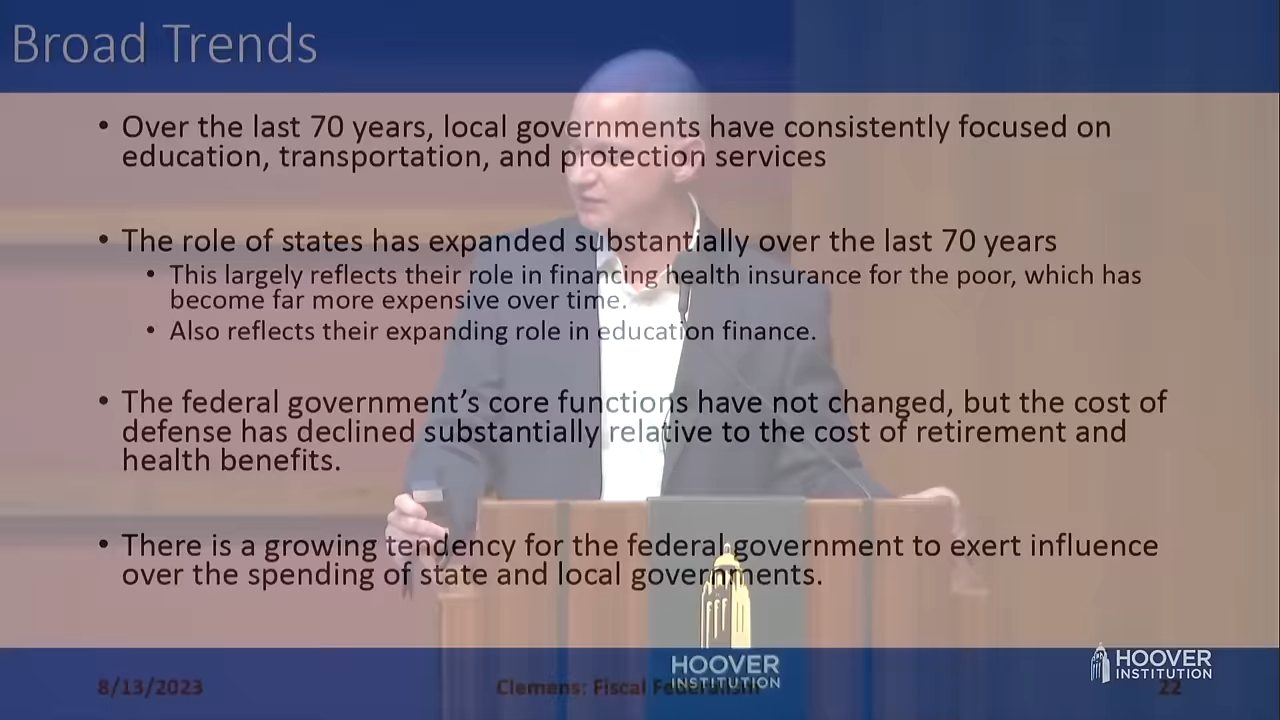 Broad Trends
• Over the last 70 years, local governments have consistently focused on
education, transportation, and protection services
• The role of states has expanded substantially over the last 70 years
• This largely reflects their role in financing health insurance for the poor, which has
become far more expensive over time.
• Also reflects their expanding role in education finance.
• The federal government’s core functions have not changed, but the cost of
defense has declined substantially relative to the cost of retirement and
health benefits.
• There is a growing tendency for the federal government to exert influence
over the spending of state and local governments.
8/13/2023
Clemens: Fiscal Federalism
22
HOOVER
INSTITUTION
HOOVER
INSTITUTION